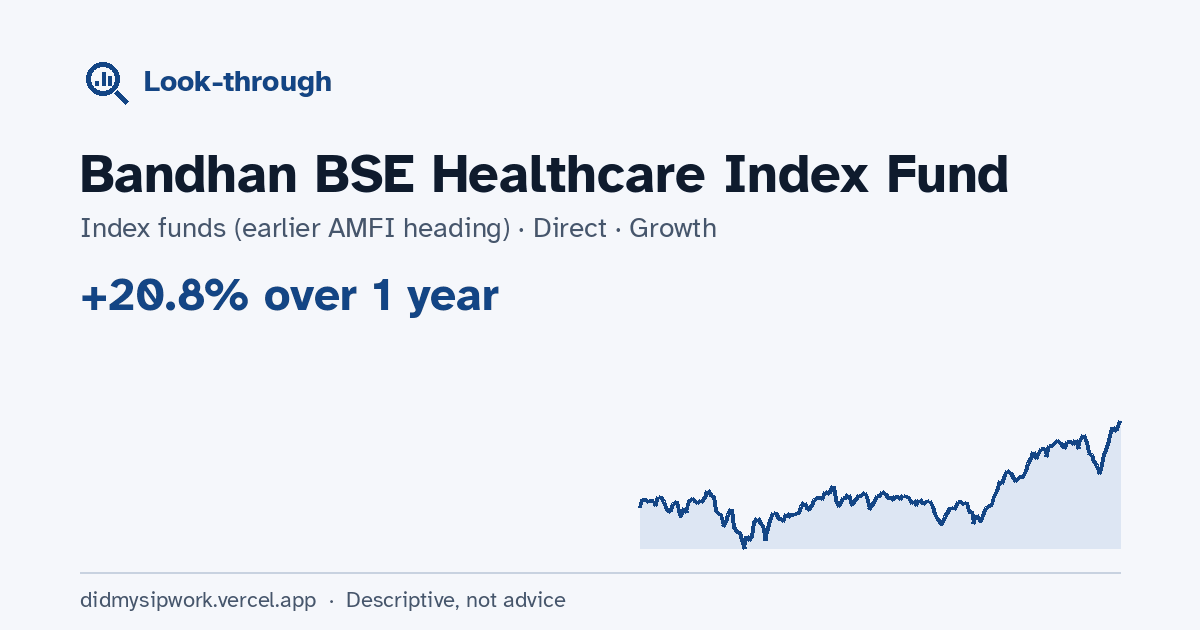 Look-through
Bandhan BSE Healthcare Index Fund
Index funds (earlier AMFI heading) · Direct · Growth
+20.8% over 1 year
didmysipwork.vercel.app · Descriptive, not advice